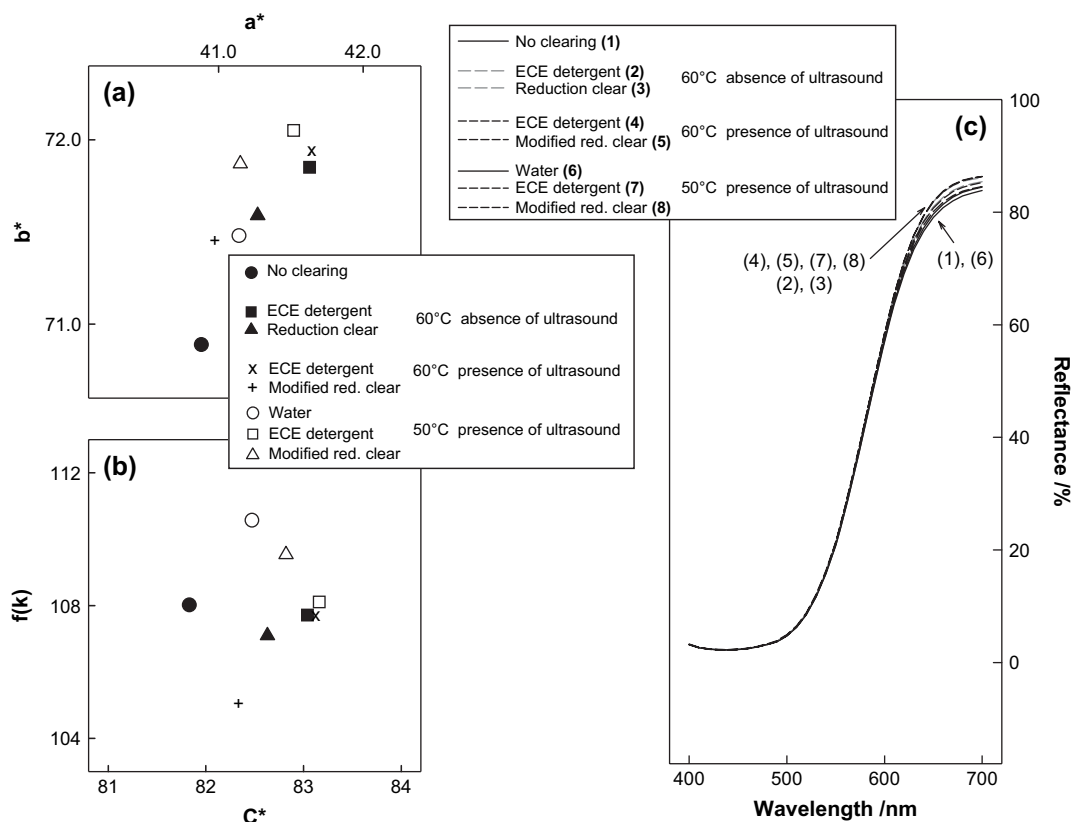 a*
41.0 42.0
(a)
72.0
b*
71.0
No clearing
ECE detergent
Reduction clear
60°C absence of ultrasound
x ECE detergent
+ Modified red. clear
60°C presence of ultrasound
Water
ECE detergent
Modified red. clear
50°C presence of ultrasound
(b)
112
f(k)
108
104
81 82 83 84
C*
No clearing (1)
ECE detergent (2)
Reduction clear (3)
60°C absence of ultrasound
ECE detergent (4)
Modified red. clear (5)
60°C presence of ultrasound
Water (6)
ECE detergent (7)
Modified red. clear (8)
50°C presence of ultrasound
(c)
100
80
60
40
20
0
Reflectance /%
(4), (5), (7), (8)
(2), (3)
(1), (6)
400 500 600 700
Wavelength /nm